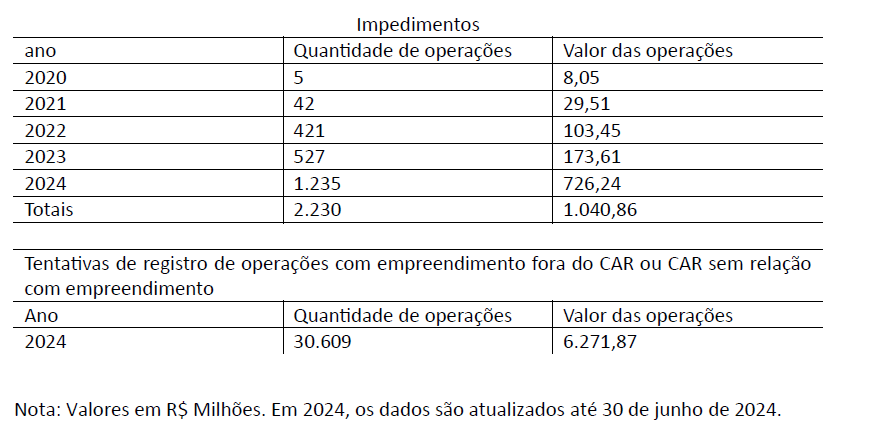 Impedimentos
ano Quantidade de operações Valor das operações
2020 5 8,05
2021 42 29,51
2022 421 103,45
2023 527 173,61
2024 1.235 726,24
Totais 2.230 1.040,86
Tentativas de registro de operações com empreendimento fora do CAR ou CAR sem relação
com empreendimento
Ano Quantidade de operações Valor das operações
2024 30.609 6.271,87
Nota: Valores em R$ Milhões. Em 2024, os dados são atualizados até 30 de junho de 2024.